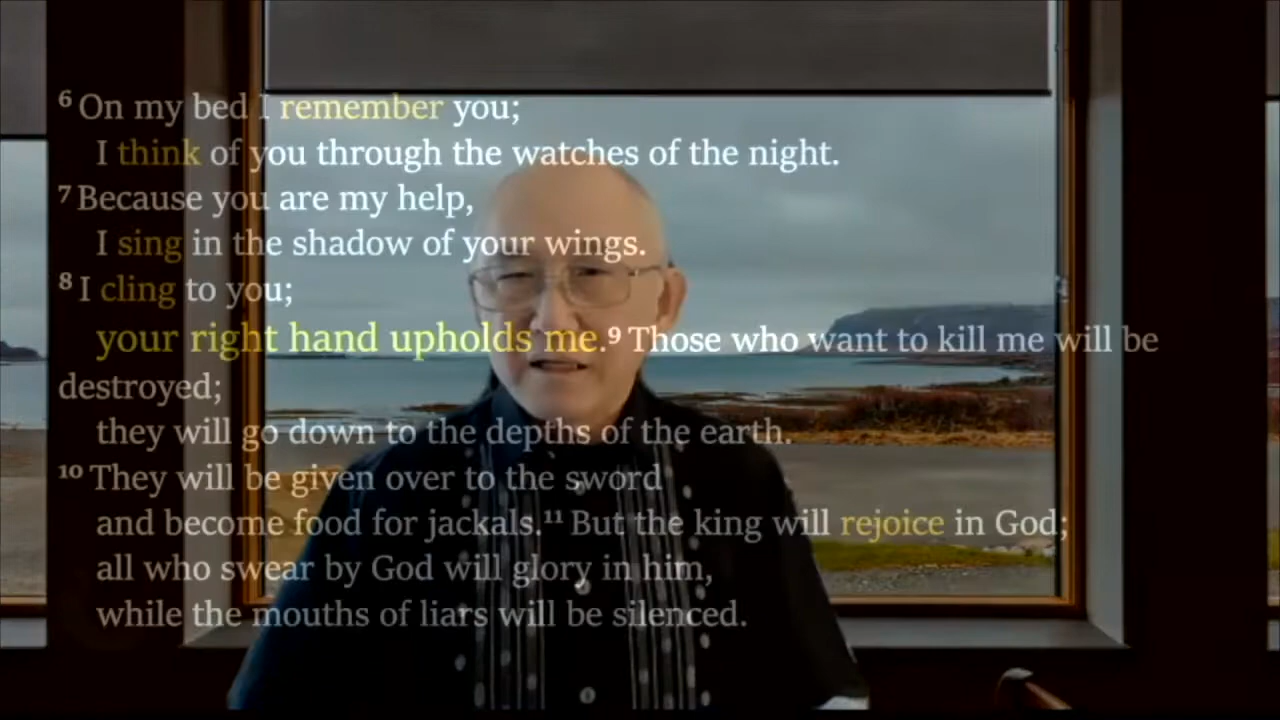 ⁶ On my bed I remember you;
I think of you through the watches of the night.
⁷ Because you are my help,
I sing in the shadow of your wings.
⁸ I cling to you;
your right hand upholds me.⁹ Those who want to kill me will be
destroyed;
they will go down to the depths of the earth.
¹⁰ They will be given over to the sword
and become food for jackals.¹¹ But the king will rejoice in God;
all who swear by God will glory in him,
while the mouths of liars will be silenced.